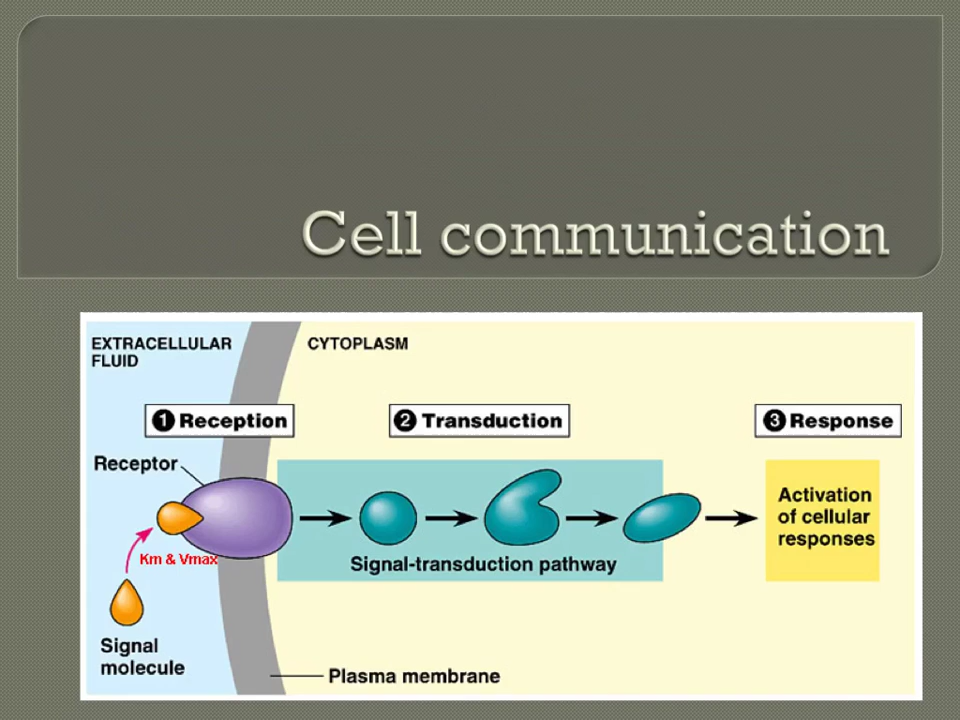 Cell communication
EXTRACELLULAR
FLUID
CYTOPLASM
1 Reception
2 Transduction
3 Response
Receptor
Activation
of cellular
responses
Km & Vmax
Signal-transduction pathway
Signal
molecule
Plasma membrane